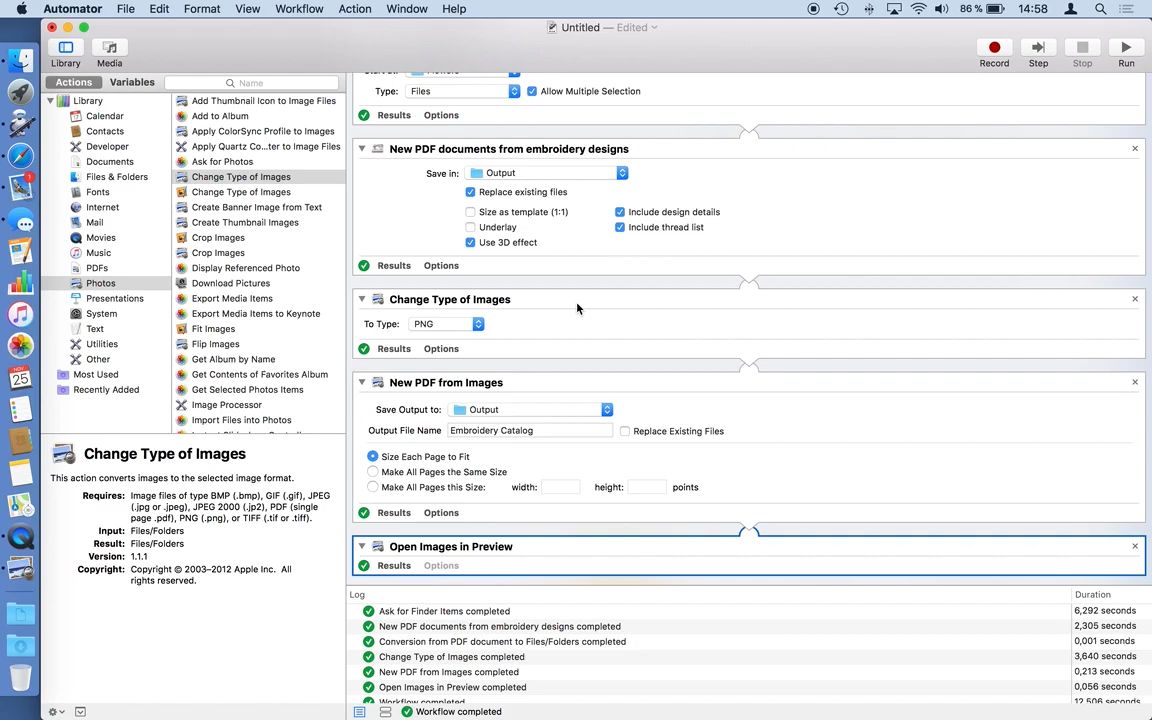 Automator File Edit Format View Workflow Action Window Help 86 % 14:58
Untitled — Edited
Library Media Record Step Stop Run
Actions Variables Name
Library
Calendar
Contacts
Developer
Documents
Files & Folders
Fonts
Internet
Mail
Movies
Music
PDFs
Photos
Presentations
System
Text
Utilities
Other
Most Used
Recently Added
Add Thumbnail Icon to Image Files
Add to Album
Apply ColorSync Profile to Images
Apply Quartz Co...ter to Image Files
Ask for Photos
Change Type of Images
Change Type of Images
Create Banner Image from Text
Create Thumbnail Images
Crop Images
Crop Images
Display Referenced Photo
Download Pictures
Export Media Items
Export Media Items to Keynote
Fit Images
Flip Images
Get Album by Name
Get Contents of Favorites Album
Get Selected Photos Items
Image Processor
Import Files into Photos
Change Type of Images
This action converts images to the selected image format.
Requires: Image files of type BMP (.bmp), GIF (.gif), JPEG
(.jpg or .jpeg), JPEG 2000 (.jp2), PDF (single
page .pdf), PNG (.png), or TIFF (.tif or .tiff).
Input: Files/Folders
Result: Files/Folders
Version: 1.1.1
Copyright: Copyright © 2003–2012 Apple Inc. All
rights reserved.
Type: Files Allow Multiple Selection
Results Options
New PDF documents from embroidery designs
Save in: Output
Replace existing files
Size as template (1:1) Include design details
Underlay Include thread list
Use 3D effect
Results Options
Change Type of Images
To Type: PNG
Results Options
New PDF from Images
Save Output to: Output
Output File Name Embroidery Catalog Replace Existing Files
Size Each Page to Fit
Make All Pages the Same Size
Make All Pages this Size: width: height: points
Results Options
Open Images in Preview
Results Options
Log Duration
Ask for Finder Items completed 6,292 seconds
New PDF documents from embroidery designs completed 2,305 seconds
Conversion from PDF document to Files/Folders completed 0,001 seconds
Change Type of Images completed 3,640 seconds
New PDF from Images completed 0,213 seconds
Open Images in Preview completed 0,056 seconds
Workflow completed 12,506 seconds
Workflow completed
NOV
25
1